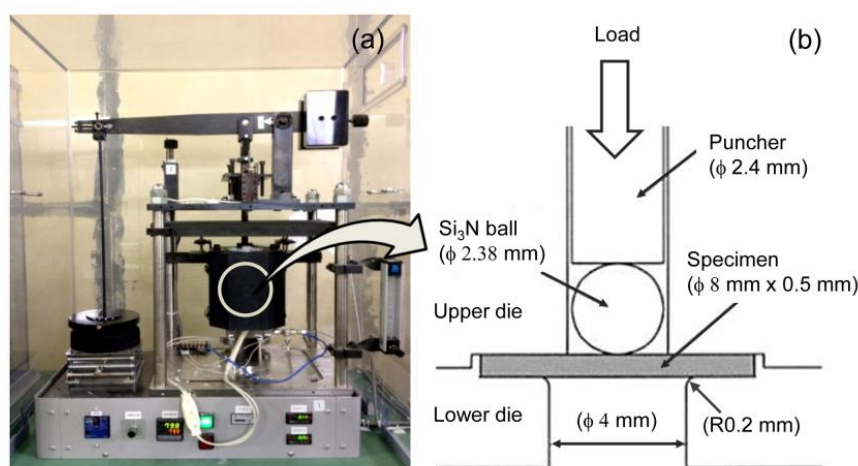 (a)
(b)
Load
Puncher
(ϕ 2.4 mm)
Si₃N ball
(ϕ 2.38 mm)
Specimen
(ϕ 8 mm x 0.5 mm)
Upper die
Lower die
(ϕ 4 mm)
(R0.2 mm)